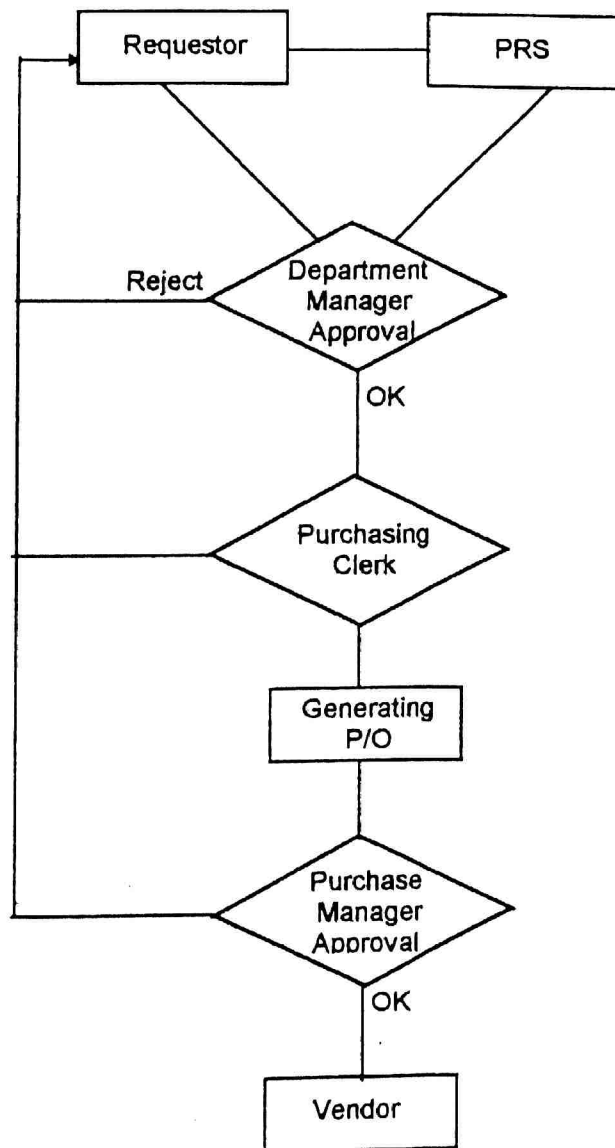 Requestor
PRS
Reject
Department
Manager
Approval
OK
Purchasing
Clerk
Generating
P/O
Purchase
Manager
Approval
OK
Vendor